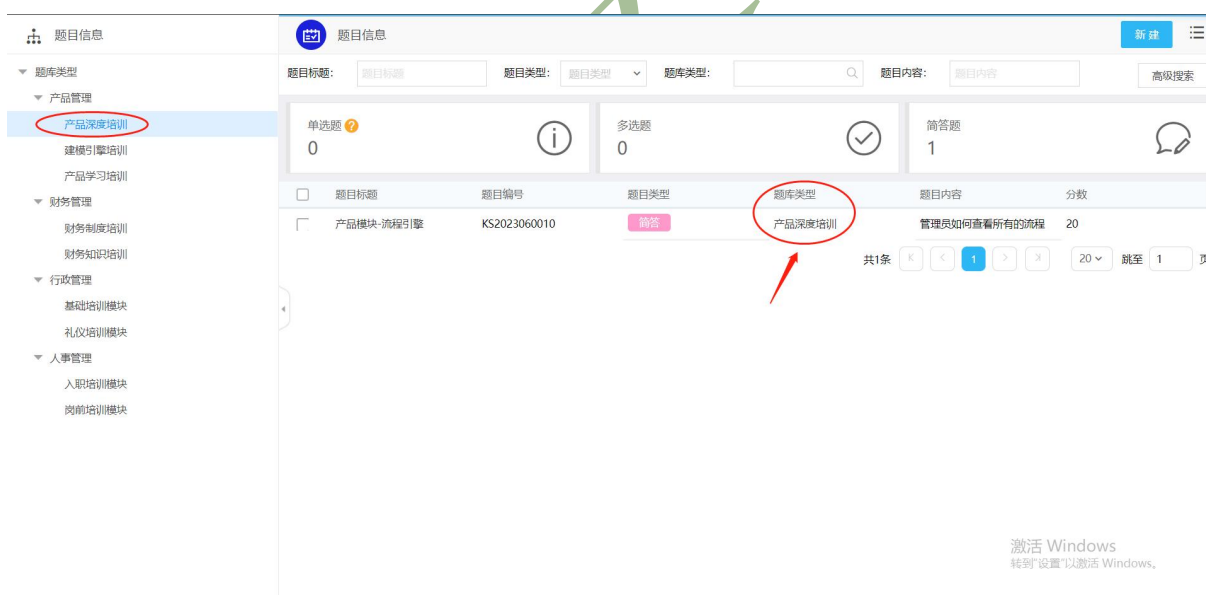 题目信息
题库类型
产品管理
产品深度培训
建模引擎培训
产品学习培训
财务管理
财务制度培训
财务知识培训
行政管理
基础培训模块
礼仪培训模块
人事管理
入职培训模块
岗前培训模块
题目信息 新建
题目标题: 题目标题 题目类型: 题目类型 题库类型: 题目内容: 题目内容 高级搜索
单选题 ? 多选题 简答题
0 0 1
题目标题 题目编号 题目类型 题库类型 题目内容 分数
产品模块-流程引擎 KS2023060010 简答 产品深度培训 管理员如何查看所有的流程 20
共1条 1 20 跳至 1
激活 Windows
转到"设置"以激活 Windows。